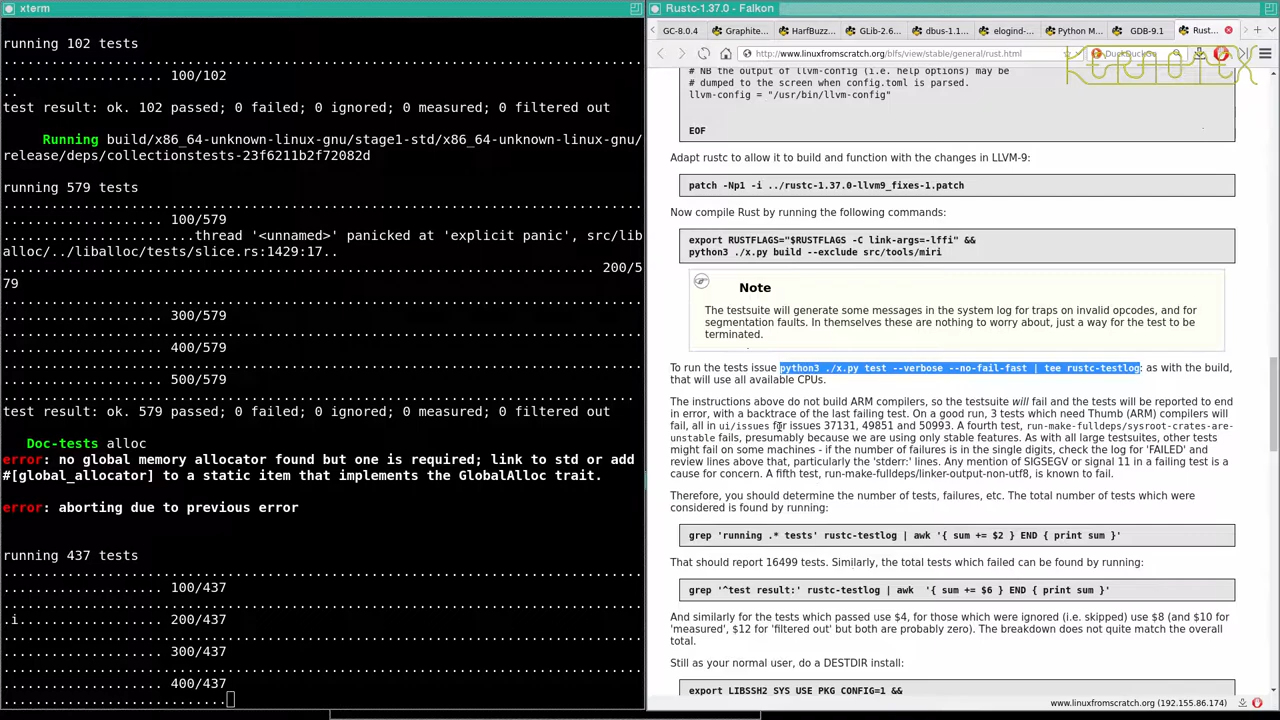 xterm
running 102 tests
................................................................................
.................... 100/102
..
test result: ok. 102 passed; 0 failed; 0 ignored; 0 measured; 0 filtered out
Running build/x86_64-unknown-linux-gnu/stage1-std/x86_64-unknown-linux-gnu/
release/deps/collectionstests-23f6211b2f72082d
running 579 tests
................................................................................
.................... 100/579
.......................thread '<unnamed>' panicked at 'explicit panic', src/lib
alloc/../liballoc/tests/slice.rs:1429:17..
........................................................................... 200/5
79
................................................................................
.................... 300/579
................................................................................
.................... 400/579
................................................................................
.................... 500/579
................................................................................
test result: ok. 579 passed; 0 failed; 0 ignored; 0 measured; 0 filtered out
Doc-tests alloc
error: no global memory allocator found but one is required; link to std or add
#[global_allocator] to a static item that implements the GlobalAlloc trait.
error: aborting due to previous error
running 437 tests
................................................................................
.................... 100/437
................................................................................
.i.................. 200/437
................................................................................
.................... 300/437
................................................................................
.................... 400/437
............................
Rustc-1.37.0 - Falkon
GC-8.0.4 Graphite... HarfBuzz... GLib-2.6... dbus-1.1... elogind-... Python M... GDB-9.1 Rust...
http://www.linuxfromscratch.org/blfs/view/stable/general/rust.html
DuckDuckGo
KERNOTEX
# NB the output of llvm-config (i.e. help options) may be
# dumped to the screen when config.toml is parsed.
llvm-config = "/usr/bin/llvm-config"
EOF
Adapt rustc to allow it to build and function with the changes in LLVM-9:
patch -Np1 -i ../rustc-1.37.0-llvm9_fixes-1.patch
Now compile Rust by running the following commands:
export RUSTFLAGS="$RUSTFLAGS -C link-args=-lffi" &&
python3 ./x.py build --exclude src/tools/miri
Note
The testsuite will generate some messages in the system log for traps on invalid opcodes, and for
segmentation faults. In themselves these are nothing to worry about, just a way for the test to be
terminated.
To run the tests issue python3 ./x.py test --verbose --no-fail-fast | tee rustc-testlog: as with the build,
that will use all available CPUs.
The instructions above do not build ARM compilers, so the testsuite will fail and the tests will be reported to end
in error, with a backtrace of the last failing test. On a good run, 3 tests which need Thumb (ARM) compilers will
fail, all in ui/issues for issues 37131, 49851 and 50993. A fourth test, run-make-fulldeps/sysroot-crates-are-
unstable fails, presumably because we are using only stable features. As with all large testsuites, other tests
might fail on some machines - if the number of failures is in the single digits, check the log for 'FAILED' and
review lines above that, particularly the 'stderr:' lines. Any mention of SIGSEGV or signal 11 in a failing test is a
cause for concern. A fifth test, run-make-fulldeps/linker-output-non-utf8, is known to fail.
Therefore, you should determine the number of tests, failures, etc. The total number of tests which were
considered is found by running:
grep 'running .* tests' rustc-testlog | awk '{ sum += $2 } END { print sum }'
That should report 16499 tests. Similarly, the total tests which failed can be found by running:
grep '^test result:' rustc-testlog | awk  '{ sum += $6 } END { print sum }'
And similarly for the tests which passed use $4, for those which were ignored (i.e. skipped) use $8 (and $10 for
'measured', $12 for 'filtered out' but both are probably zero). The breakdown does not quite match the overall
total.
Still as your normal user, do a DESTDIR install:
export LIBSSH2_SYS_USE_PKG_CONFIG=1 &&
www.linuxfromscratch.org (192.155.86.174)